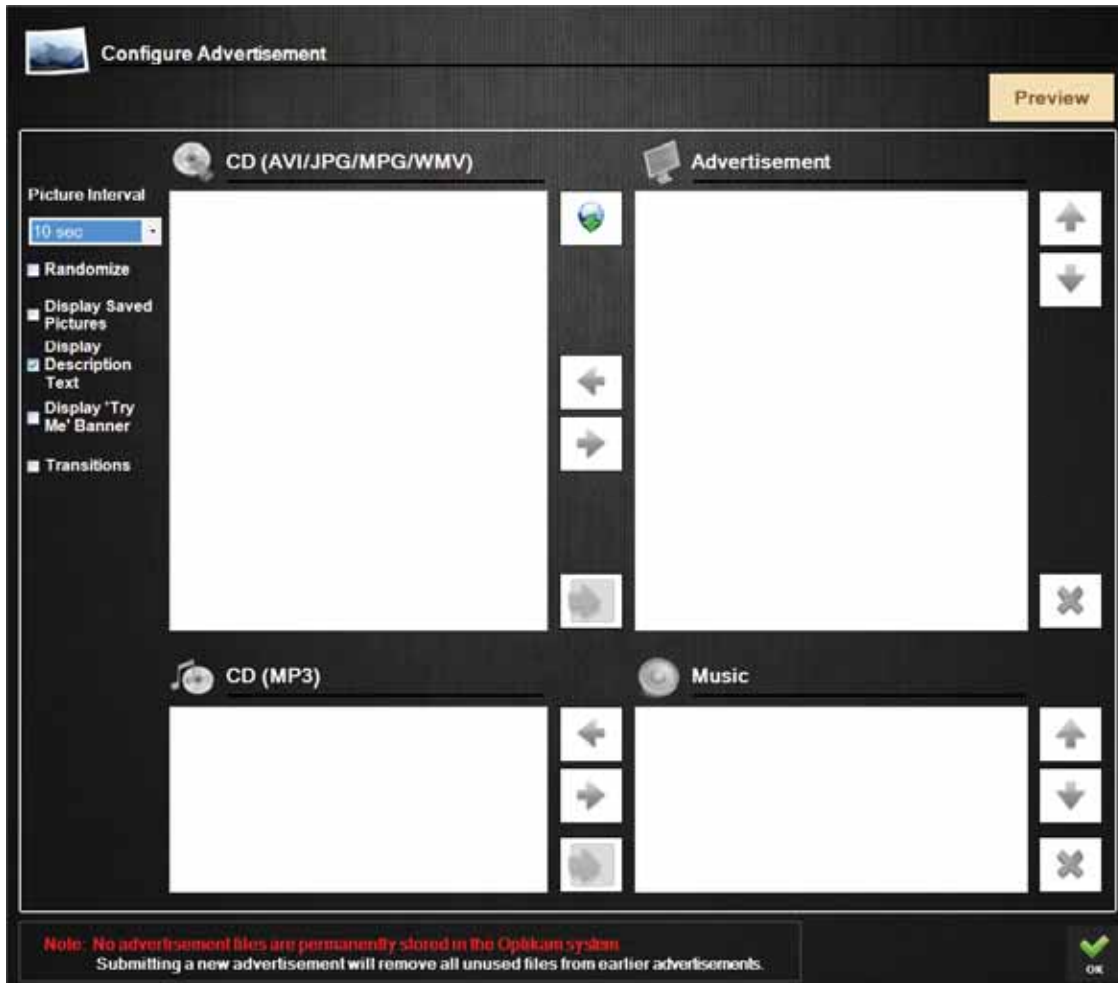 Configure Advertisement
Preview
CD (AVI/JPG/MPG/WMV)
Advertisement
Picture Interval
10 sec
Randomize
Display Saved
Pictures
Display
Description
Text
Display 'Try
Me' Banner
Transitions
CD (MP3)
Music
Note: No advertisement files are permanently stored in the Optikam system
Submitting a new advertisement will remove all unused files from earlier advertisements.
OK